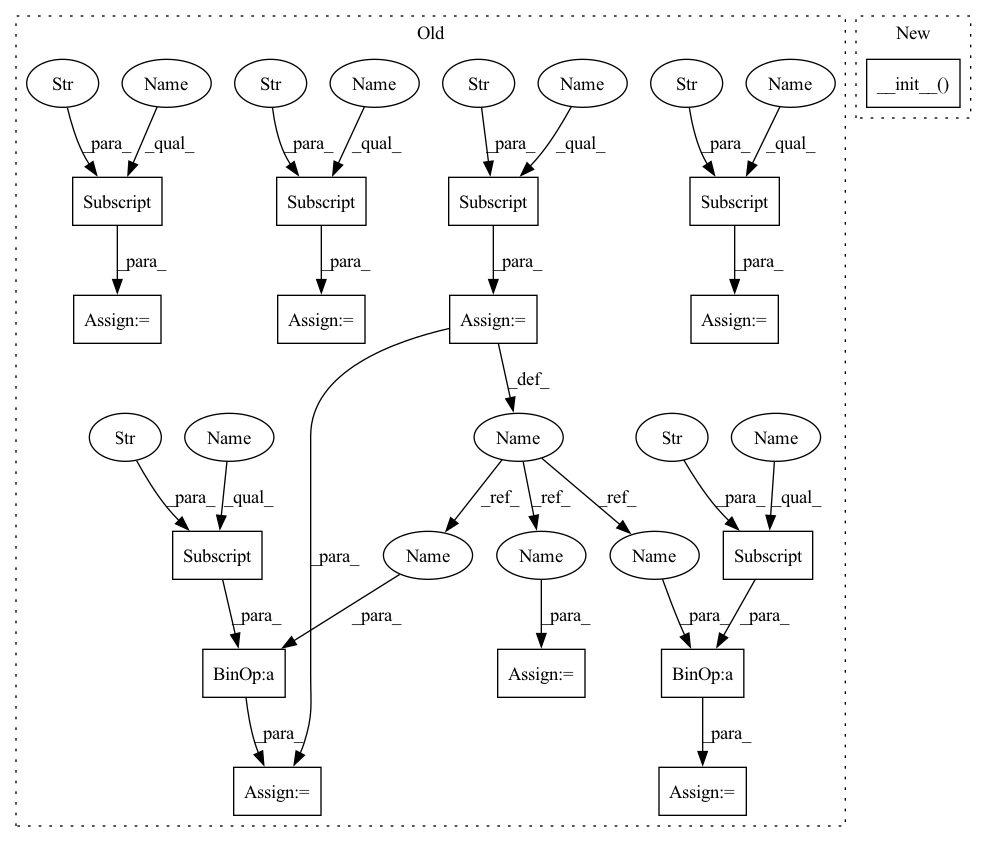 Old
New
Str
Name
Str
Name
Str
Name
Str
Name
__init__()
_para_
_qual_
_para_
_qual_
_para_
_qual_
_para_
_qual_
Subscript
Subscript
Subscript
Subscript
_para_
_para_
_para_
_para_
Assign:=
Assign:=
Assign:=
Assign:=
_def_
Str
Name
Name
Str
Name
_para_
_qual_
_ref_
_ref_
_ref_
_para_
_qual_
Subscript
Name
Name
Name
Subscript
_para_
_para_
_para_
_para_
_para_
_para_
BinOp:a
Assign:=
BinOp:a
_para_
_para_
Assign:=
Assign:=